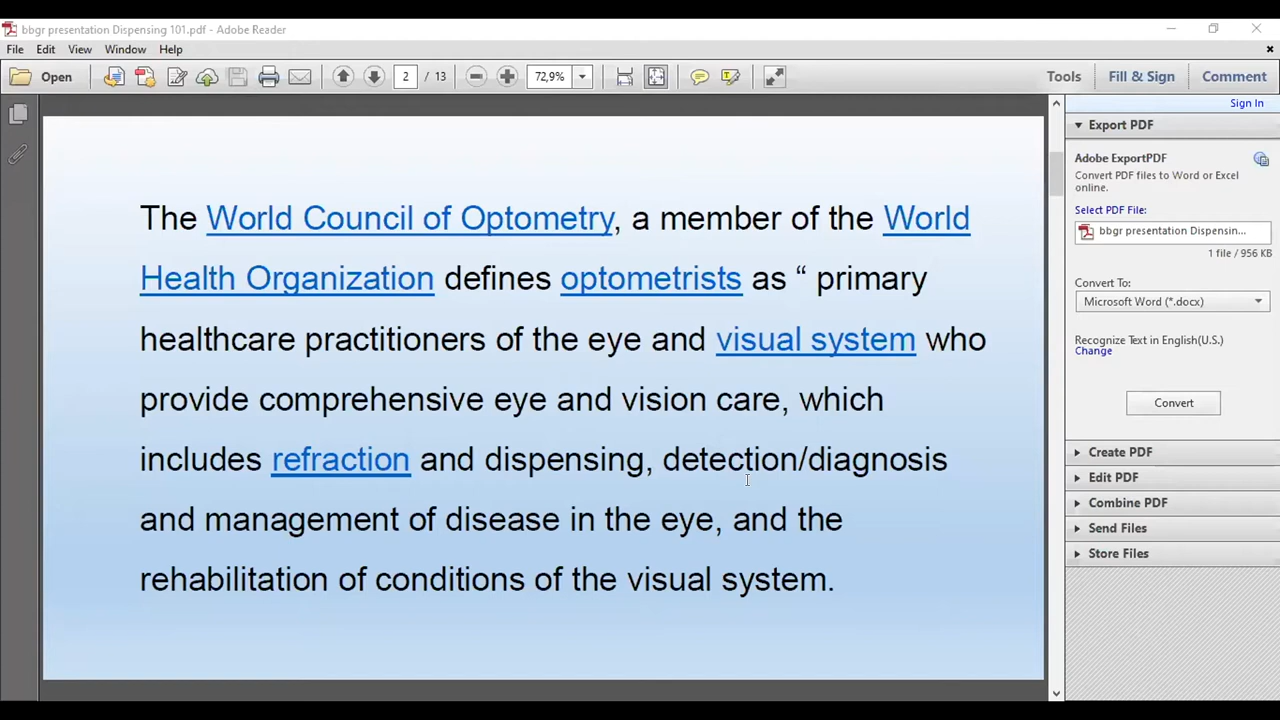 bbgr presentation Dispensing 101.pdf - Adobe Reader
File Edit View Window Help
Open 2 / 13 72,9% Tools Fill & Sign Comment
Sign In
The World Council of Optometry, a member of the World
Health Organization defines optometrists as “ primary
healthcare practitioners of the eye and visual system who
provide comprehensive eye and vision care, which
includes refraction and dispensing, detection/diagnosis
and management of disease in the eye, and the
rehabilitation of conditions of the visual system.
Export PDF
Adobe ExportPDF
Convert PDF files to Word or Excel
online.
Select PDF File:
bbgr presentation Dispensin...
1 file / 956 KB
Convert To:
Microsoft Word (*.docx)
Recognize Text in English(U.S.)
Change
Convert
Create PDF
Edit PDF
Combine PDF
Send Files
Store Files